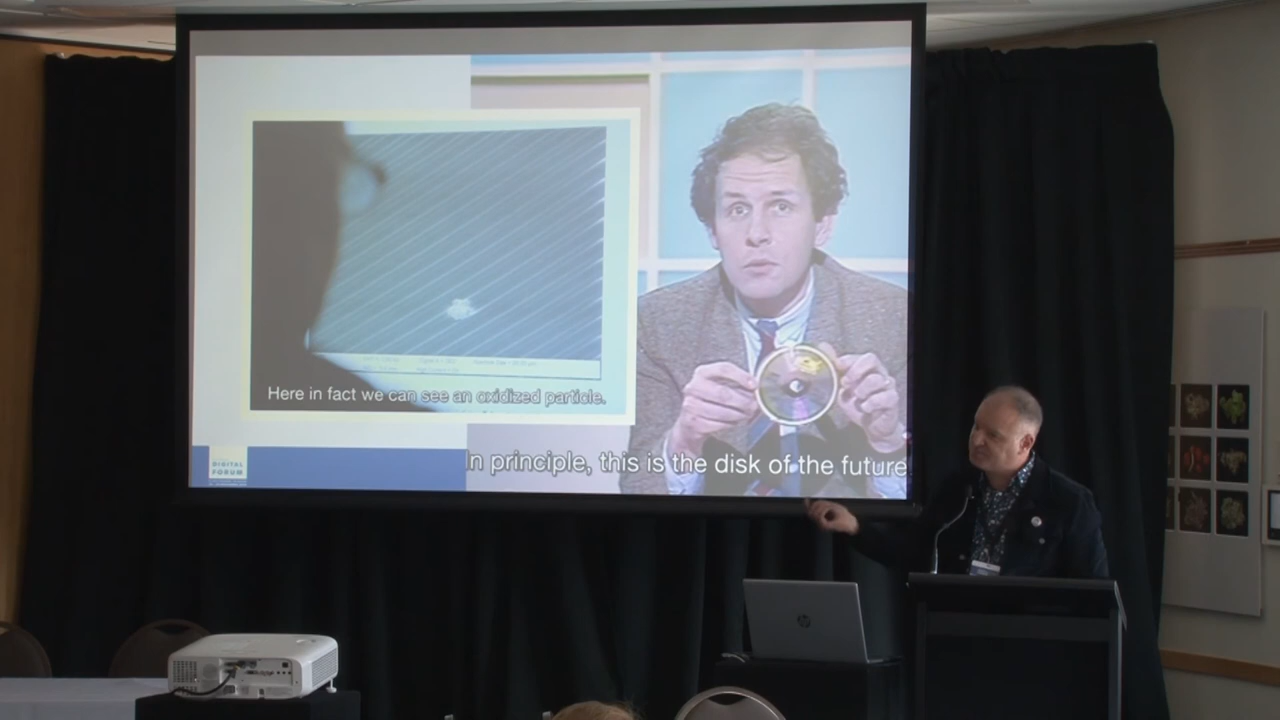 Here in fact we can see an oxidized particle.
In principle, this is the disk of the future
DIGITAL
FORUM
hp